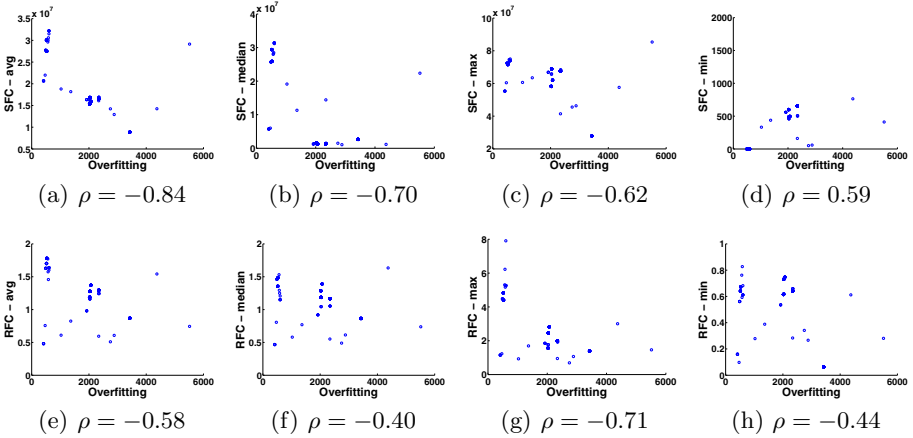 x 10^7
3.5
3
2.5
2
1.5
1
0.5
SFC – avg
0 2000 4000 6000
Overfitting
(a) ρ = −0.84
x 10^7
4
3
2
1
0
SFC – median
0 2000 4000 6000
Overfitting
(b) ρ = −0.70
x 10^7
10
8
6
4
2
SFC – max
0 2000 4000 6000
Overfitting
(c) ρ = −0.62
1500
1000
500
0
SFC – min
0 2000 4000 6000
Overfitting
(d) ρ = 0.59
2
1.5
1
0.5
0
RFC – avg
0 2000 4000 6000
Overfitting
(e) ρ = −0.58
2
1.5
1
0.5
0
RFC – median
0 2000 4000 6000
Overfitting
(f) ρ = −0.40
8
6
4
2
0
RFC – max
0 2000 4000 6000
Overfitting
(g) ρ = −0.71
1
0.8
0.6
0.4
0.2
0
RFC – min
0 2000 4000 6000
Overfitting
(h) ρ = −0.44